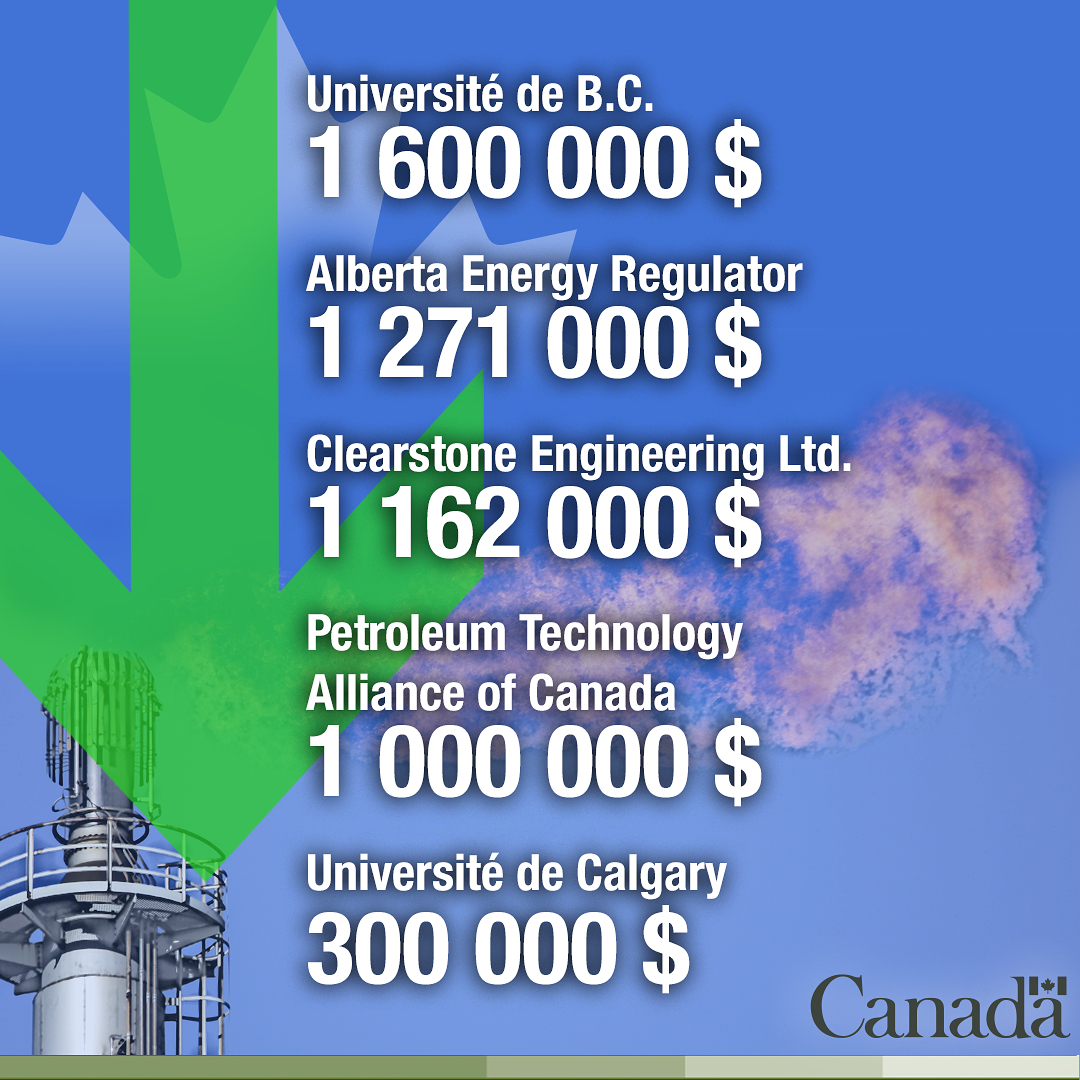 Université de B.C.
1 600 000 $
Alberta Energy Regulator
1 271 000 $
Clearstone Engineering Ltd.
1 162 000 $
Petroleum Technology
Alliance of Canada
1 000 000 $
Université de Calgary
300 000 $
Canada